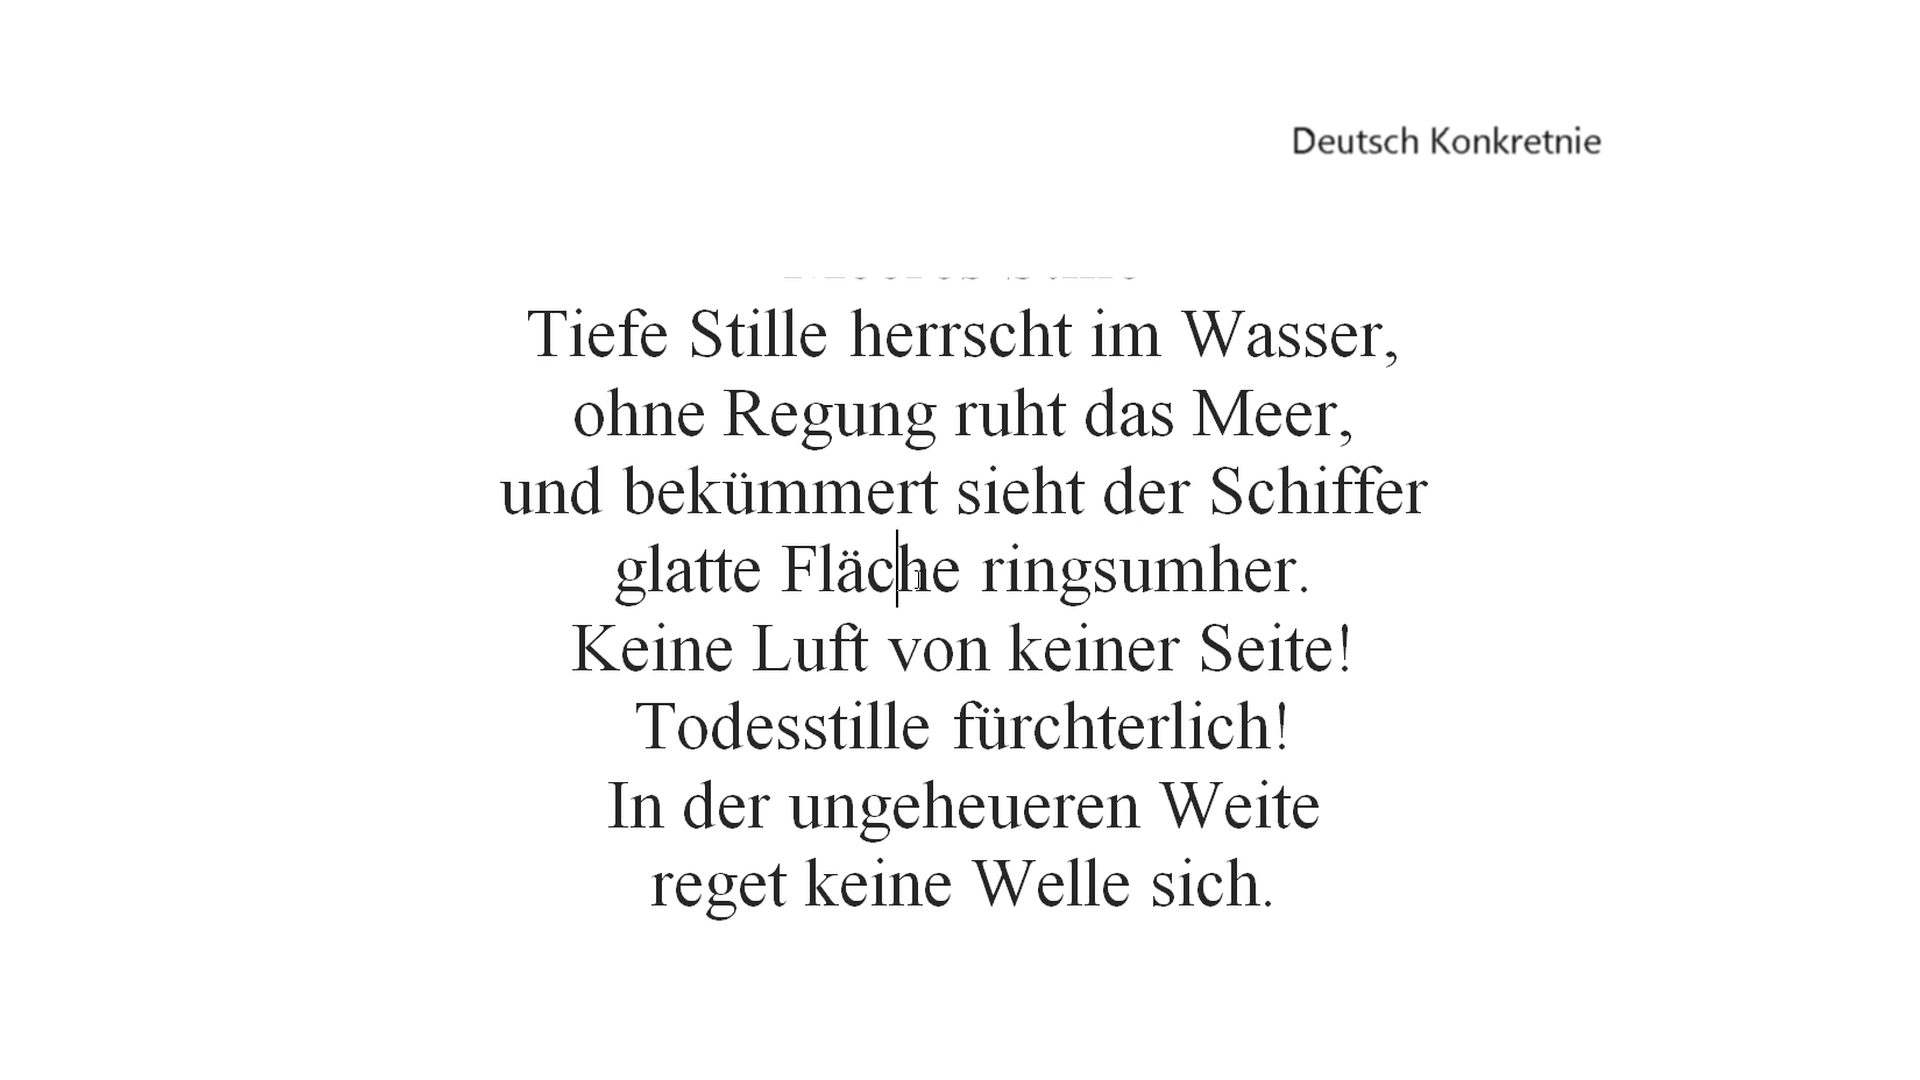 Deutsch Konkretnie
Tiefe Stille herrscht im Wasser,
ohne Regung ruht das Meer,
und bekümmert sieht der Schiffer
glatte Fläche ringsumher.
Keine Luft von keiner Seite!
Todesstille fürchterlich!
In der ungeheueren Weite
reget keine Welle sich.